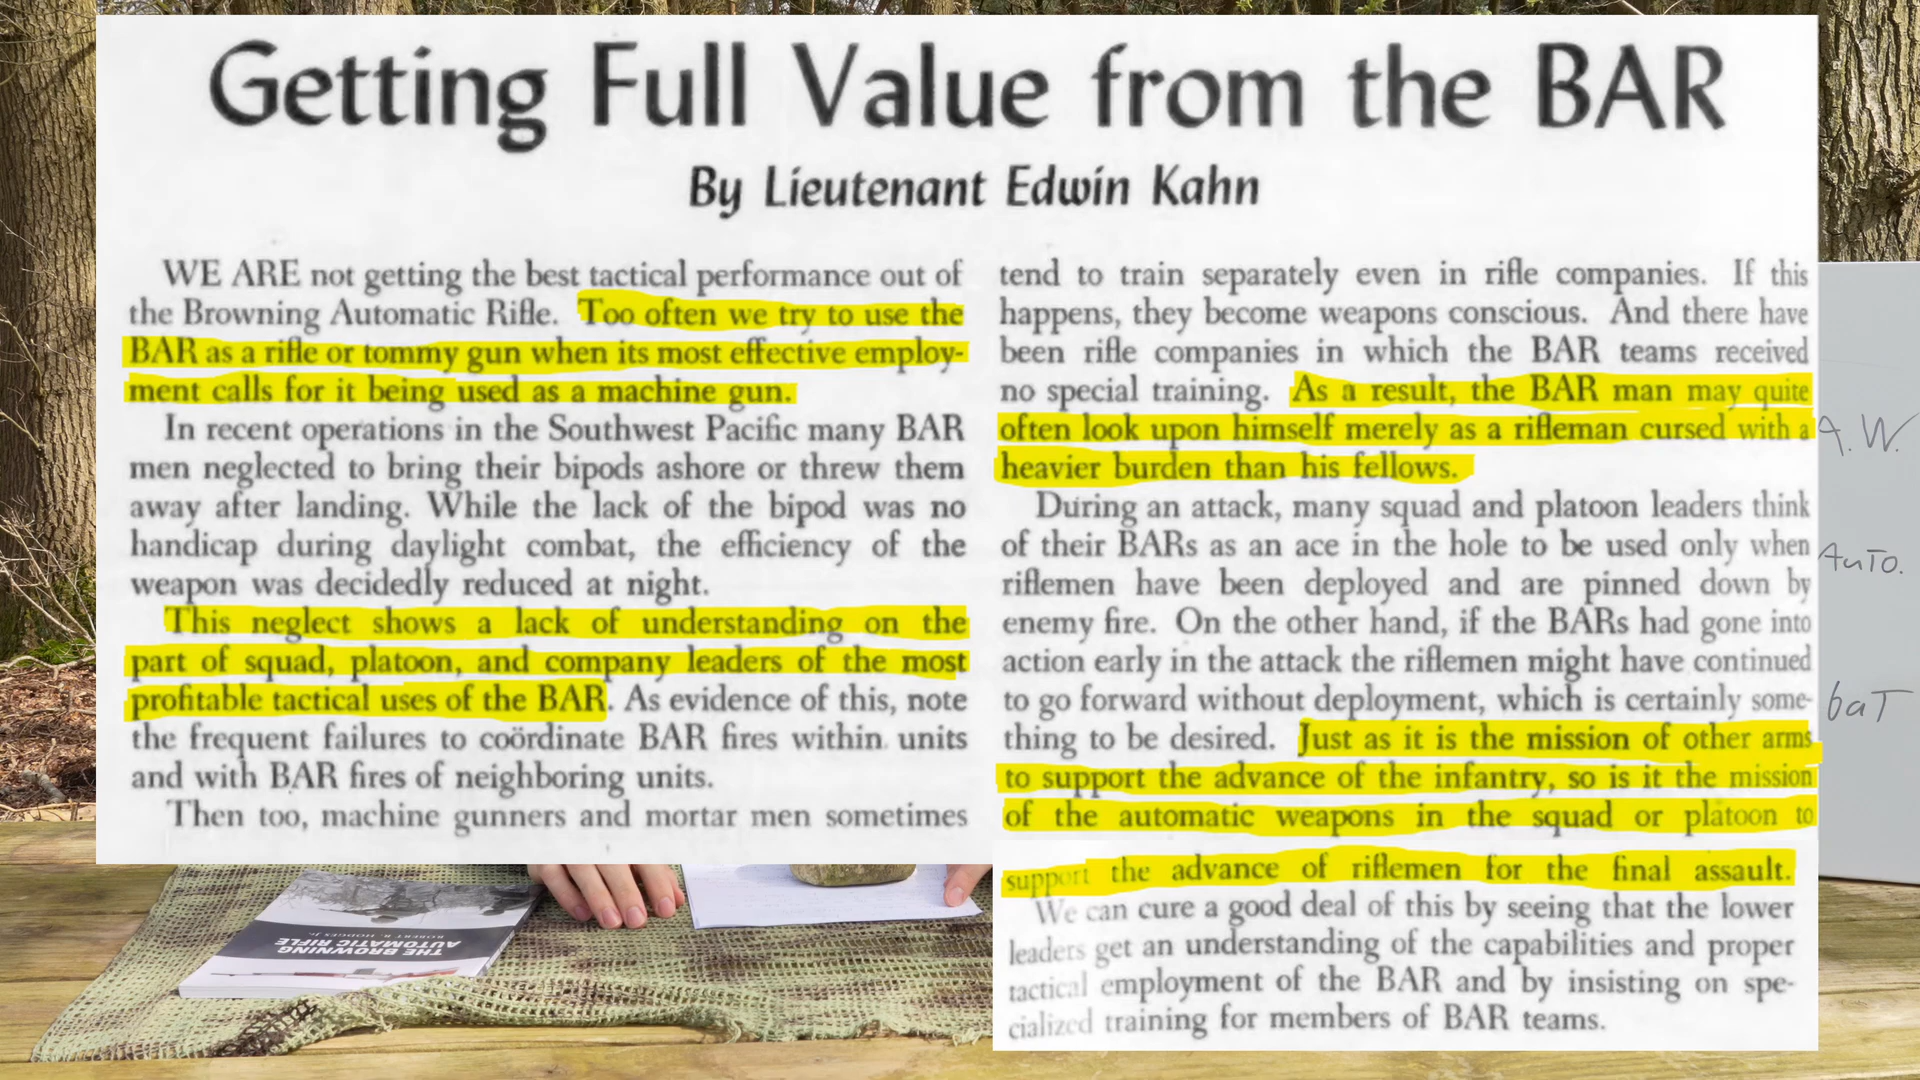 Getting Full Value from the BAR
By Lieutenant Edwin Kahn
WE ARE not getting the best tactical performance out of
the Browning Automatic Rifle. Too often we try to use the
BAR as a rifle or tommy gun when its most effective employ-
ment calls for it being used as a machine gun.
In recent operations in the Southwest Pacific many BAR
men neglected to bring their bipods ashore or threw them
away after landing. While the lack of the bipod was no
handicap during daylight combat, the efficiency of the
weapon was decidedly reduced at night.
This neglect shows a lack of understanding on the
part of squad, platoon, and company leaders of the most
profitable tactical uses of the BAR. As evidence of this, note
the frequent failures to coördinate BAR fires within units
and with BAR fires of neighboring units.
Then too, machine gunners and mortar men sometimes
tend to train separately even in rifle companies. If this
happens, they become weapons conscious. And there have
been rifle companies in which the BAR teams received
no special training. As a result, the BAR man may quite
often look upon himself merely as a rifleman cursed with a
heavier burden than his fellows.
During an attack, many squad and platoon leaders think
of their BARs as an ace in the hole to be used only when
riflemen have been deployed and are pinned down by
enemy fire. On the other hand, if the BARs had gone into
action early in the attack the riflemen might have continued
to go forward without deployment, which is certainly some-
thing to be desired. Just as it is the mission of other arms
to support the advance of the infantry, so is it the mission
of the automatic weapons in the squad or platoon to
support the advance of riflemen for the final assault.
We can cure a good deal of this by seeing that the lower
leaders get an understanding of the capabilities and proper
tactical employment of the BAR and by insisting on spe-
cialized training for members of BAR teams.
A.W.
AuTO.
baT
THE BROWNING
AUTOMATIC RIFLE
ROBERT R. HODGES Jr.